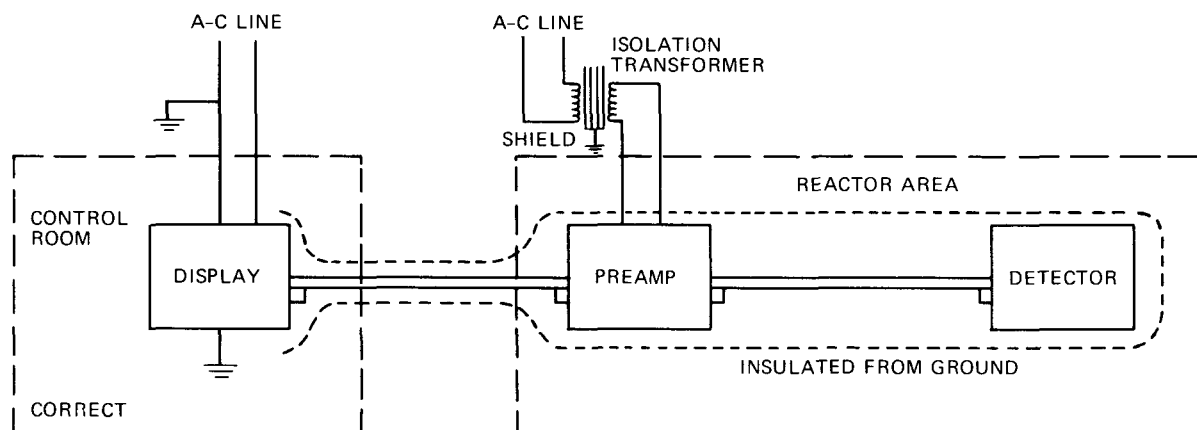 A-C LINE
A-C LINE
ISOLATION
TRANSFORMER
SHIELD
REACTOR AREA
CONTROL
ROOM
DISPLAY
PREAMP
DETECTOR
INSULATED FROM GROUND
CORRECT